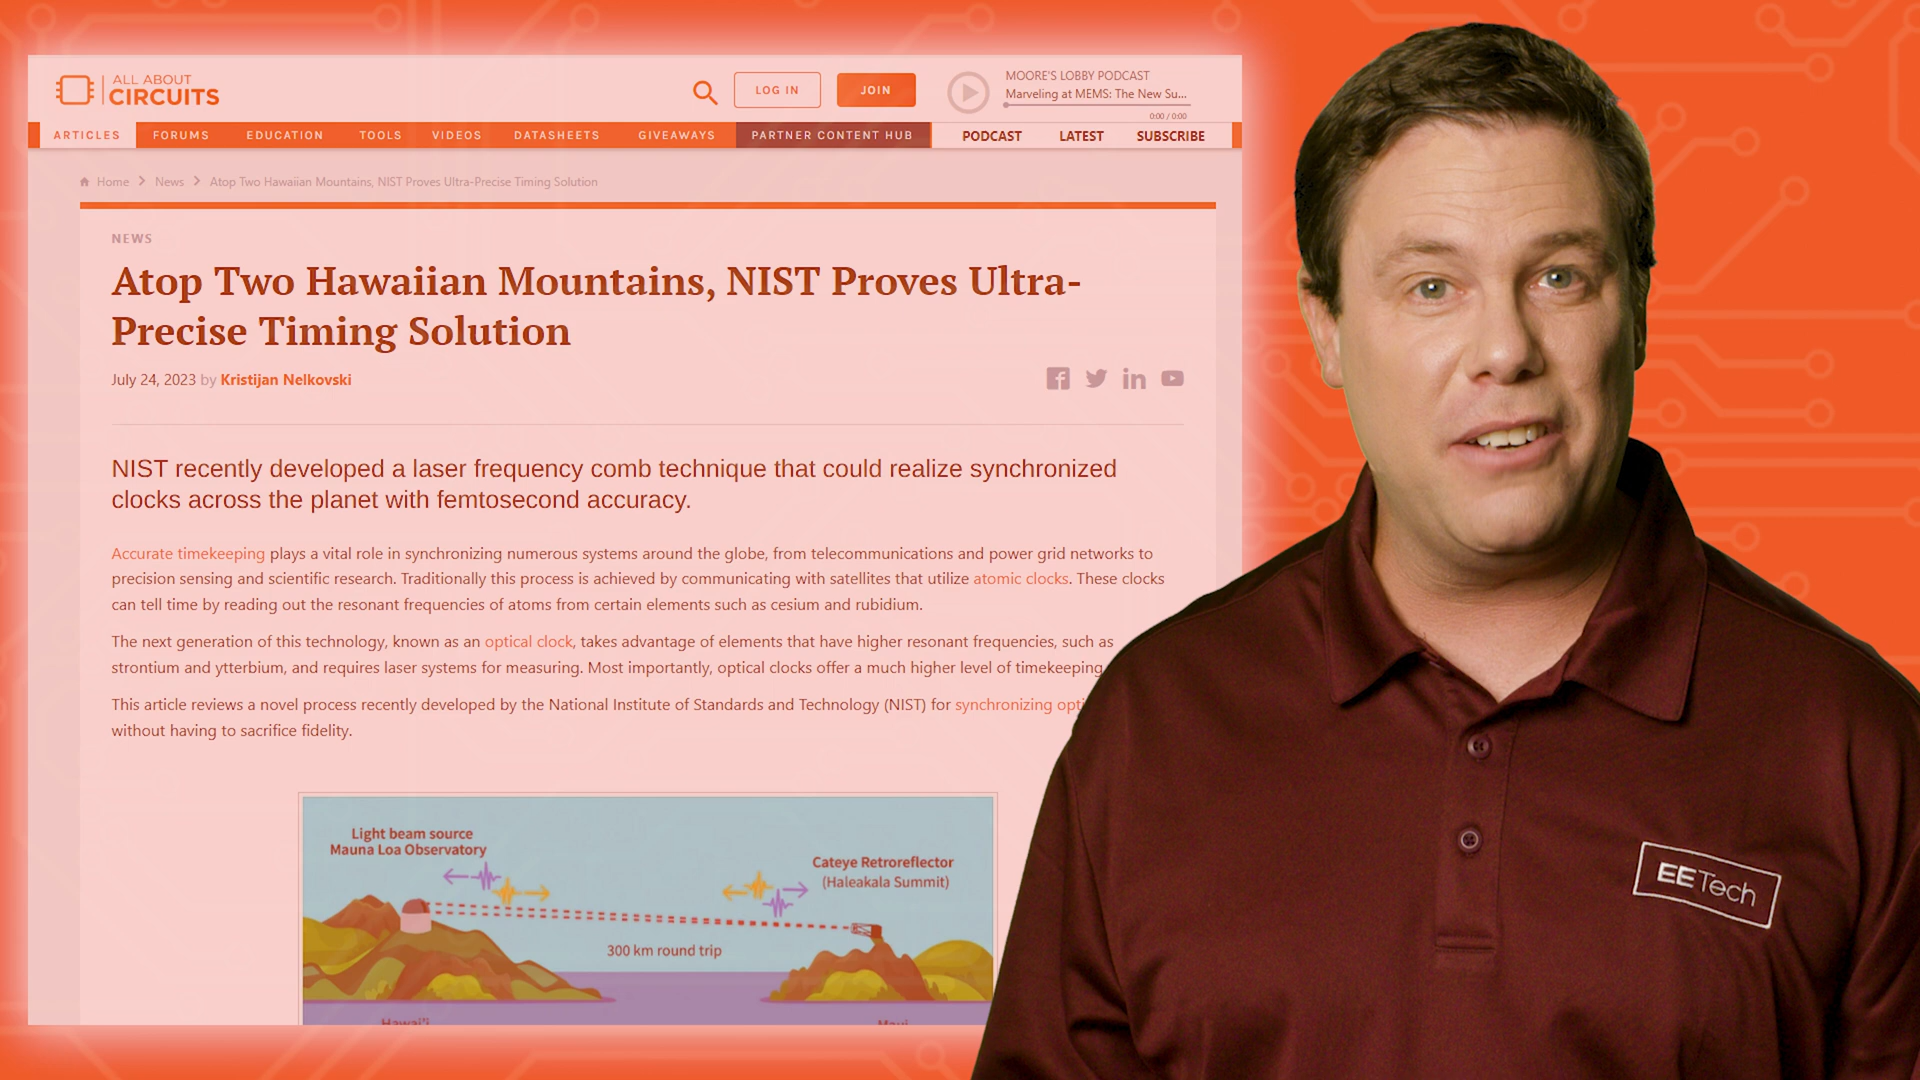 ALL ABOUT
CIRCUITS
LOG IN
JOIN
MOORE'S LOBBY PODCAST
Marveling at MEMS: The New Su...
0:00 / 0:00
ARTICLES FORUMS EDUCATION TOOLS VIDEOS DATASHEETS GIVEAWAYS PARTNER CONTENT HUB PODCAST LATEST SUBSCRIBE
Home > News > Atop Two Hawaiian Mountains, NIST Proves Ultra-Precise Timing Solution
NEWS
Atop Two Hawaiian Mountains, NIST Proves Ultra-
Precise Timing Solution
July 24, 2023 by Kristijan Nelkovski
NIST recently developed a laser frequency comb technique that could realize synchronized
clocks across the planet with femtosecond accuracy.
Accurate timekeeping plays a vital role in synchronizing numerous systems around the globe, from telecommunications and power grid networks to
precision sensing and scientific research. Traditionally this process is achieved by communicating with satellites that utilize atomic clocks. These clocks
can tell time by reading out the resonant frequencies of atoms from certain elements such as cesium and rubidium.
The next generation of this technology, known as an optical clock, takes advantage of elements that have higher resonant frequencies, such as
strontium and ytterbium, and requires laser systems for measuring. Most importantly, optical clocks offer a much higher level of timekeeping
This article reviews a novel process recently developed by the National Institute of Standards and Technology (NIST) for synchronizing opti
without having to sacrifice fidelity.
Light beam source
Mauna Loa Observatory
Cateye Retroreflector
(Haleakala Summit)
300 km round trip
Hawai'i
Maui
EETech